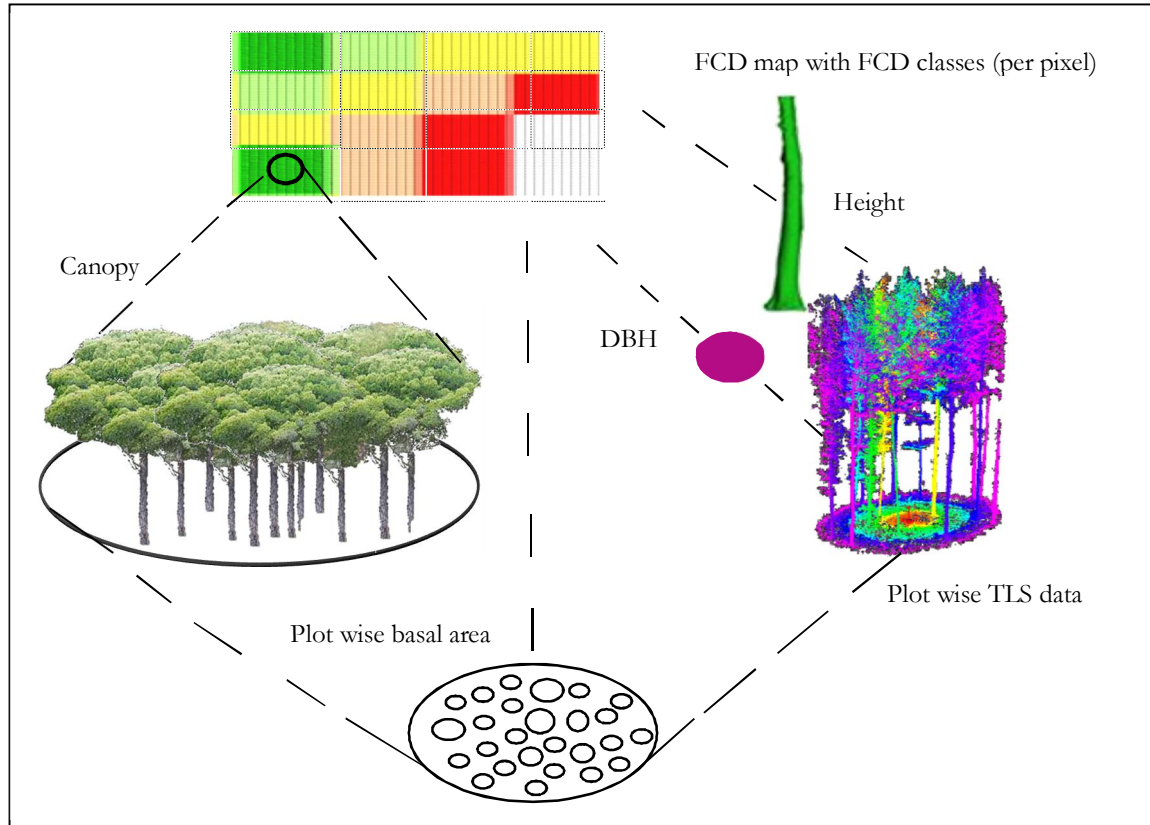 FCD map with FCD classes (per pixel)
Height
Canopy
DBH
Plot wise TLS data
Plot wise basal area